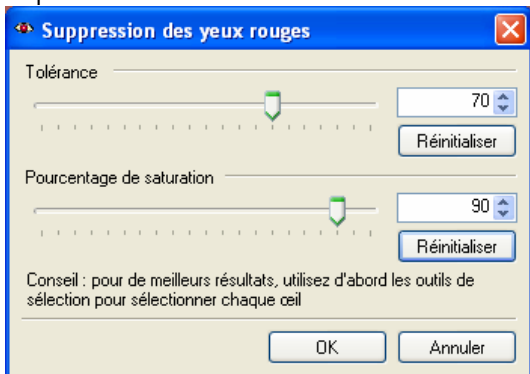 Suppression des yeux rouges
Tolérance
70
Réinitialiser
Pourcentage de saturation
90
Réinitialiser
Conseil : pour de meilleurs résultats, utilisez d'abord les outils de
sélection pour sélectionner chaque œil
OK Annuler